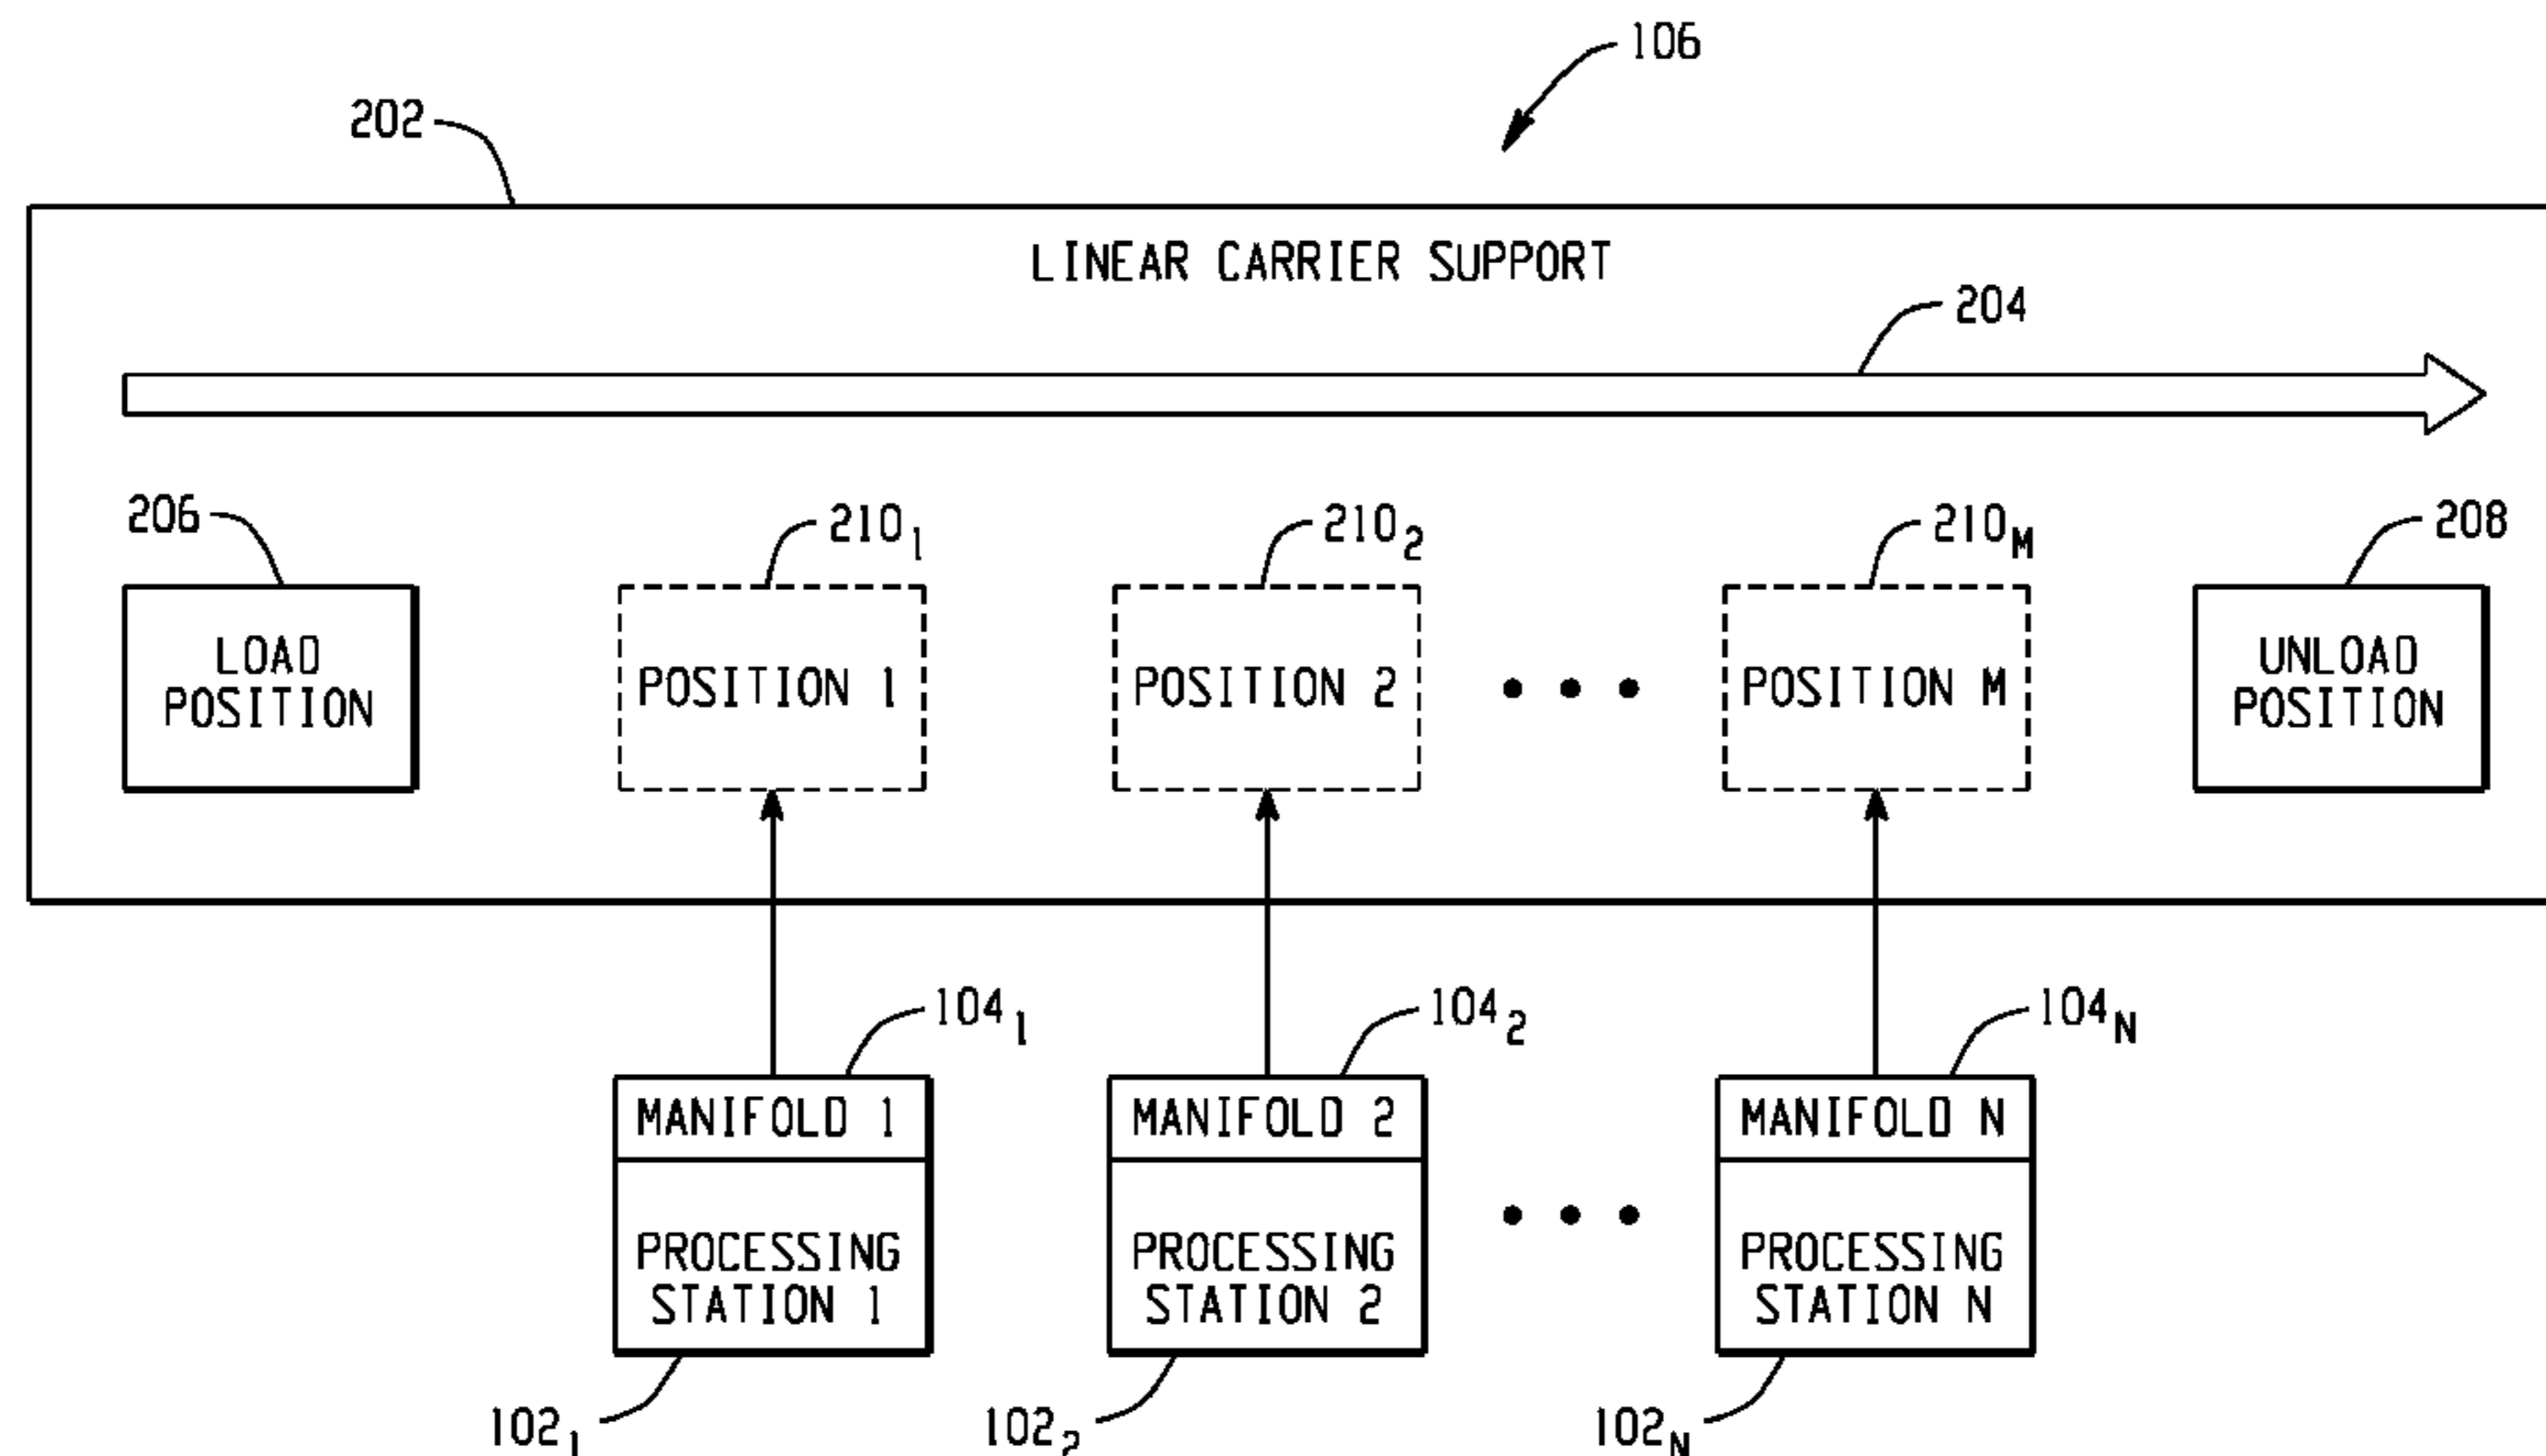 106
202
LINEAR CARRIER SUPPORT
204
206
210₁
210₂
210M
208
LOAD
POSITION
POSITION 1
POSITION 2
• • •
POSITION M
UNLOAD
POSITION
104₁
104₂
104N
MANIFOLD 1
MANIFOLD 2
MANIFOLD N
PROCESSING
STATION 1
PROCESSING
STATION 2
• • •
PROCESSING
STATION N
102₁
102₂
102N